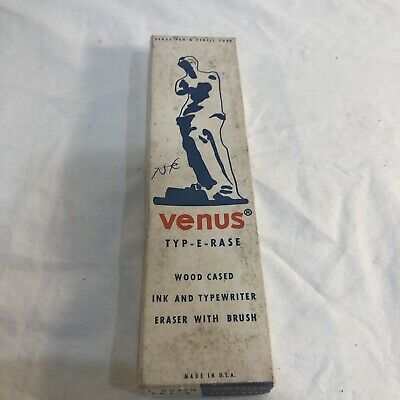 VENUS PEN & PENCIL CORP.
venus®
TYP-E-RASE
WOOD CASED
INK AND TYPEWRITER
ERASER WITH BRUSH
MADE IN U.S.A.